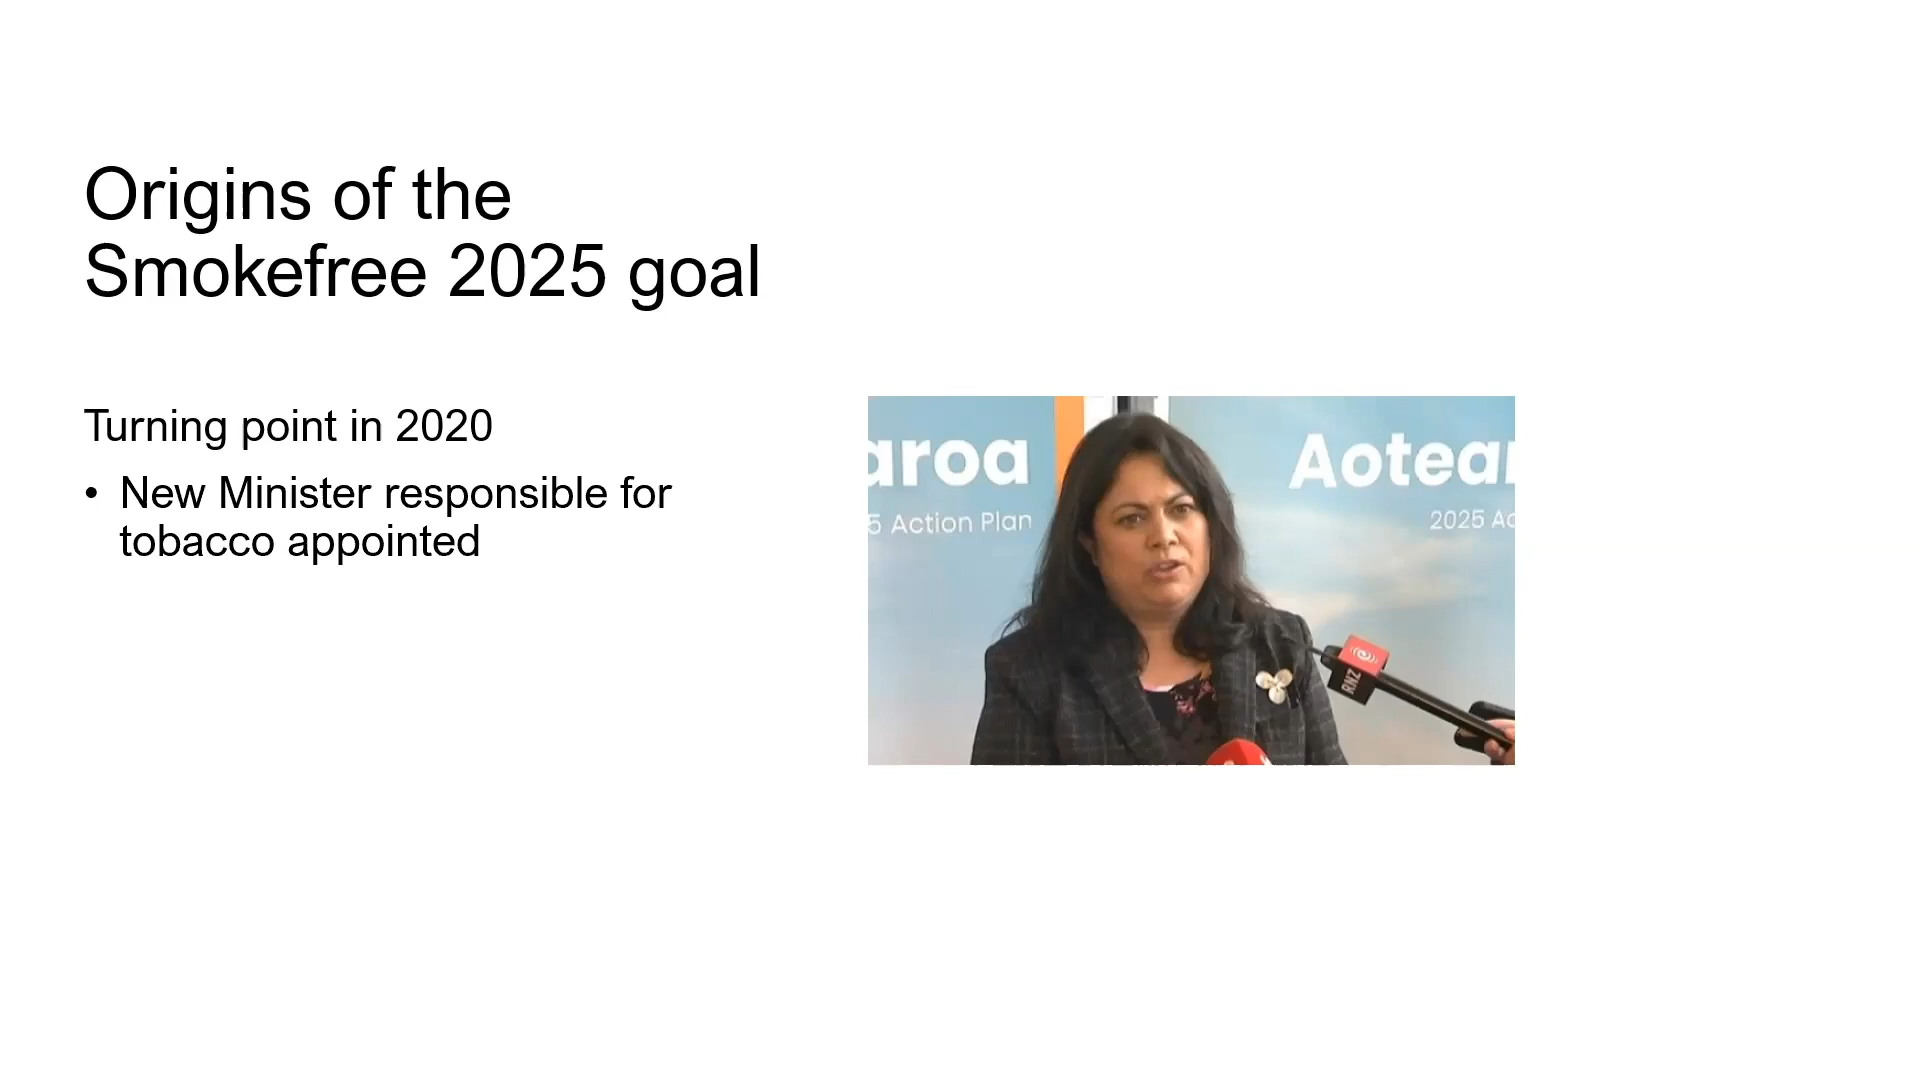 Origins of the
Smokefree 2025 goal
Turning point in 2020
• New Minister responsible for
tobacco appointed
aroa
5 Action Plan
Aotear
2025 Ac
RNZ